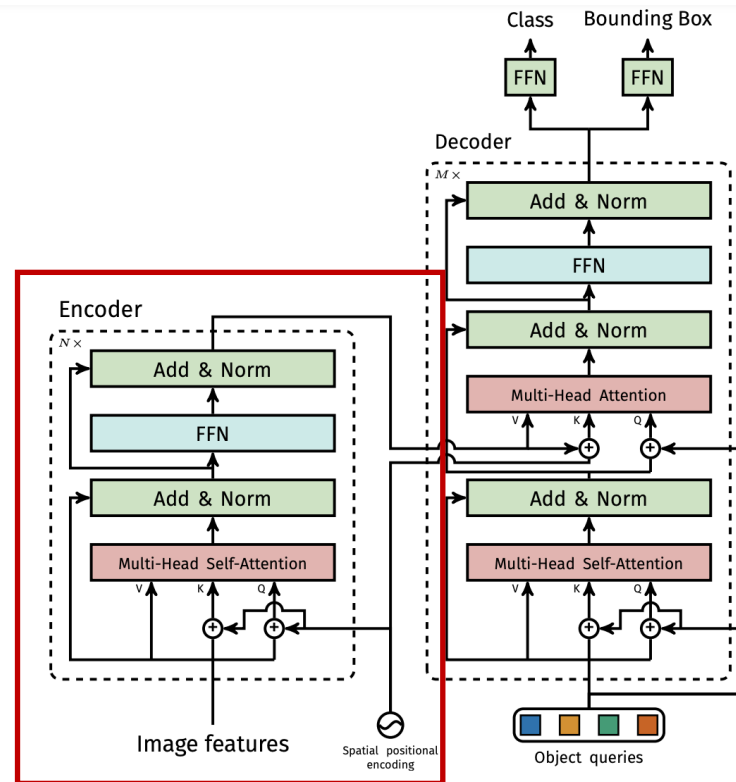 Class
Bounding Box
FFN
FFN
Decoder
M ×
Add & Norm
FFN
Add & Norm
Multi-Head Attention
V
K
Q
Add & Norm
Multi-Head Self-Attention
V
K
Q
Object queries
Encoder
N ×
Add & Norm
FFN
Add & Norm
Multi-Head Self-Attention
V
K
Q
Image features
Spatial positional
encoding